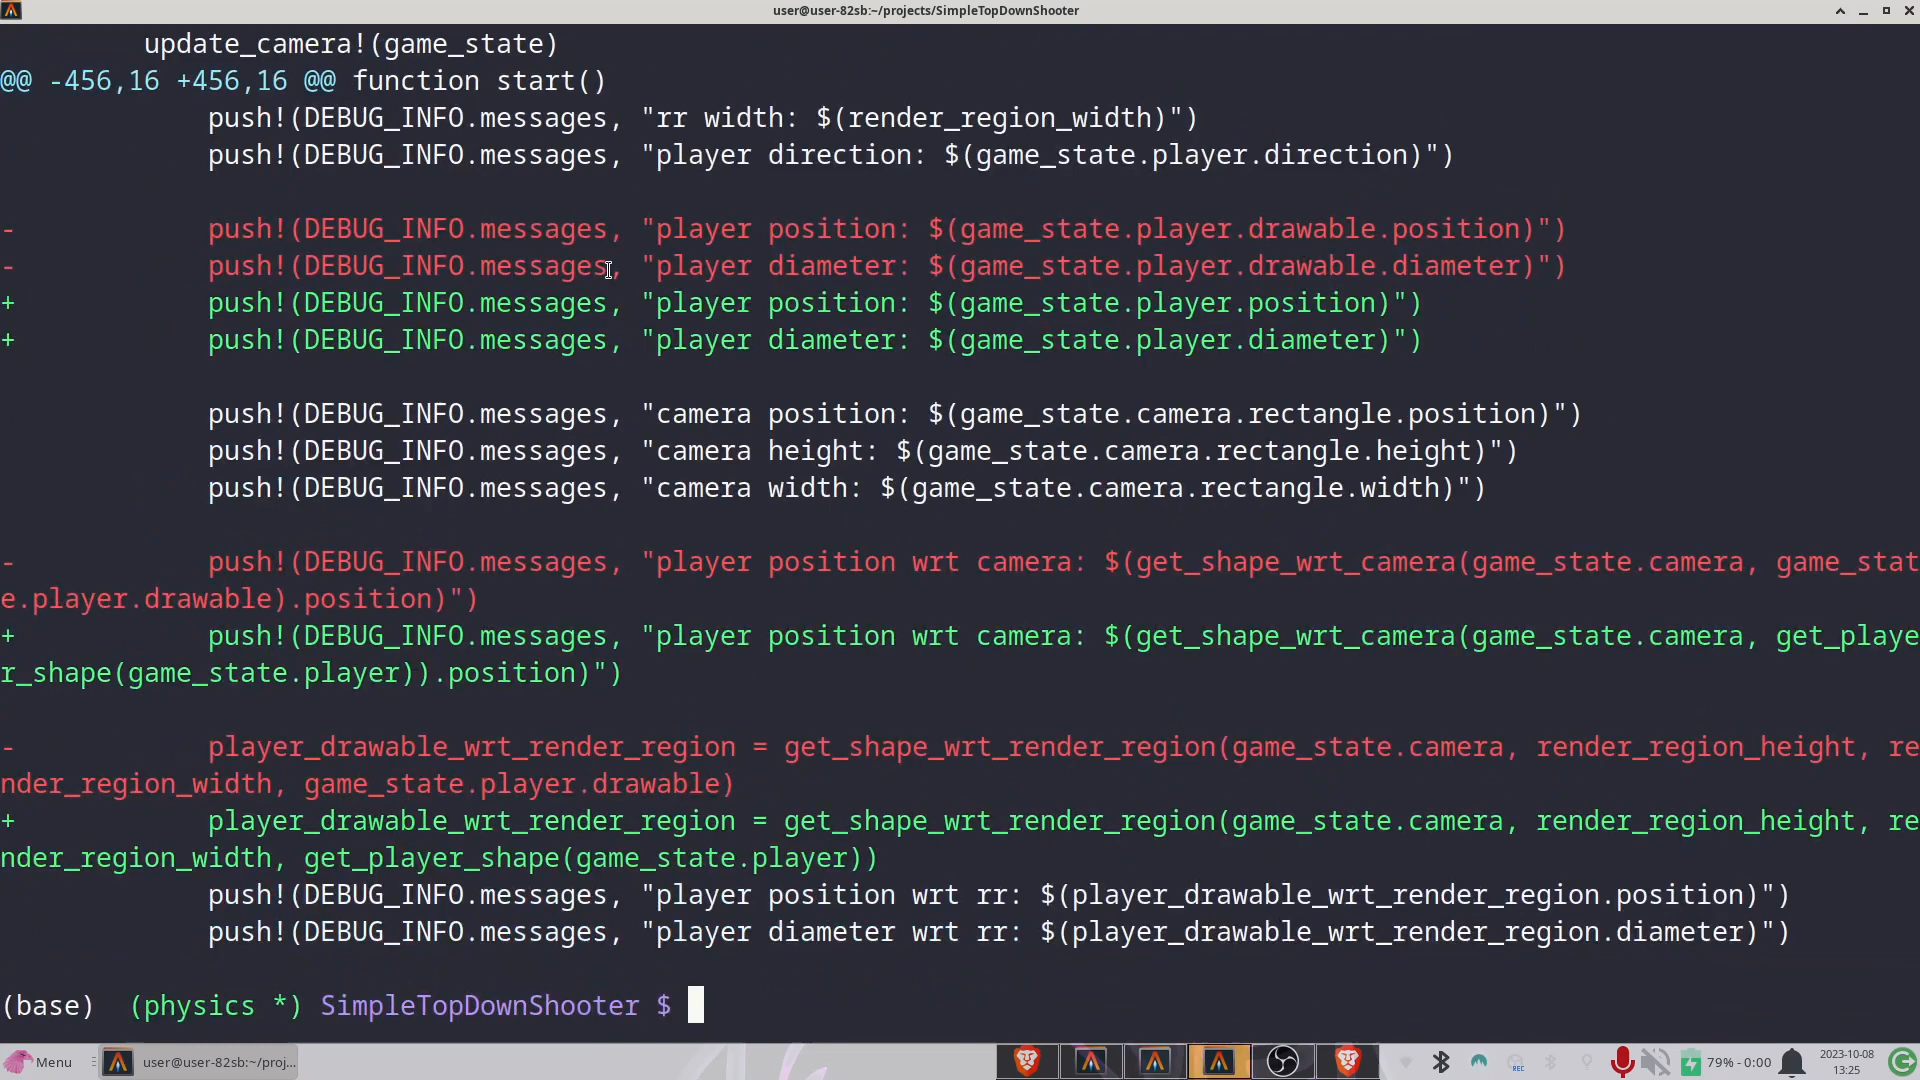 user@user-82sb:~/projects/SimpleTopDownShooter
update_camera!(game_state)
@@ -456,16 +456,16 @@ function start()
push!(DEBUG_INFO.messages, "rr width: $(render_region_width)")
push!(DEBUG_INFO.messages, "player direction: $(game_state.player.direction)")
- push!(DEBUG_INFO.messages, "player position: $(game_state.player.drawable.position)")
- push!(DEBUG_INFO.messages, "player diameter: $(game_state.player.drawable.diameter)")
+ push!(DEBUG_INFO.messages, "player position: $(game_state.player.position)")
+ push!(DEBUG_INFO.messages, "player diameter: $(game_state.player.diameter)")
push!(DEBUG_INFO.messages, "camera position: $(game_state.camera.rectangle.position)")
push!(DEBUG_INFO.messages, "camera height: $(game_state.camera.rectangle.height)")
push!(DEBUG_INFO.messages, "camera width: $(game_state.camera.rectangle.width)")
- push!(DEBUG_INFO.messages, "player position wrt camera: $(get_shape_wrt_camera(game_state.camera, game_stat
e.player.drawable).position)")
+ push!(DEBUG_INFO.messages, "player position wrt camera: $(get_shape_wrt_camera(game_state.camera, get_playe
r_shape(game_state.player)).position)")
- player_drawable_wrt_render_region = get_shape_wrt_render_region(game_state.camera, render_region_height, re
nder_region_width, game_state.player.drawable)
+ player_drawable_wrt_render_region = get_shape_wrt_render_region(game_state.camera, render_region_height, re
nder_region_width, get_player_shape(game_state.player))
push!(DEBUG_INFO.messages, "player position wrt rr: $(player_drawable_wrt_render_region.position)")
push!(DEBUG_INFO.messages, "player diameter wrt rr: $(player_drawable_wrt_render_region.diameter)")
(base) (physics *) SimpleTopDownShooter $
Menu user@user-82sb:~/proj... REC 79% - 0:00 2023-10-08
13:25